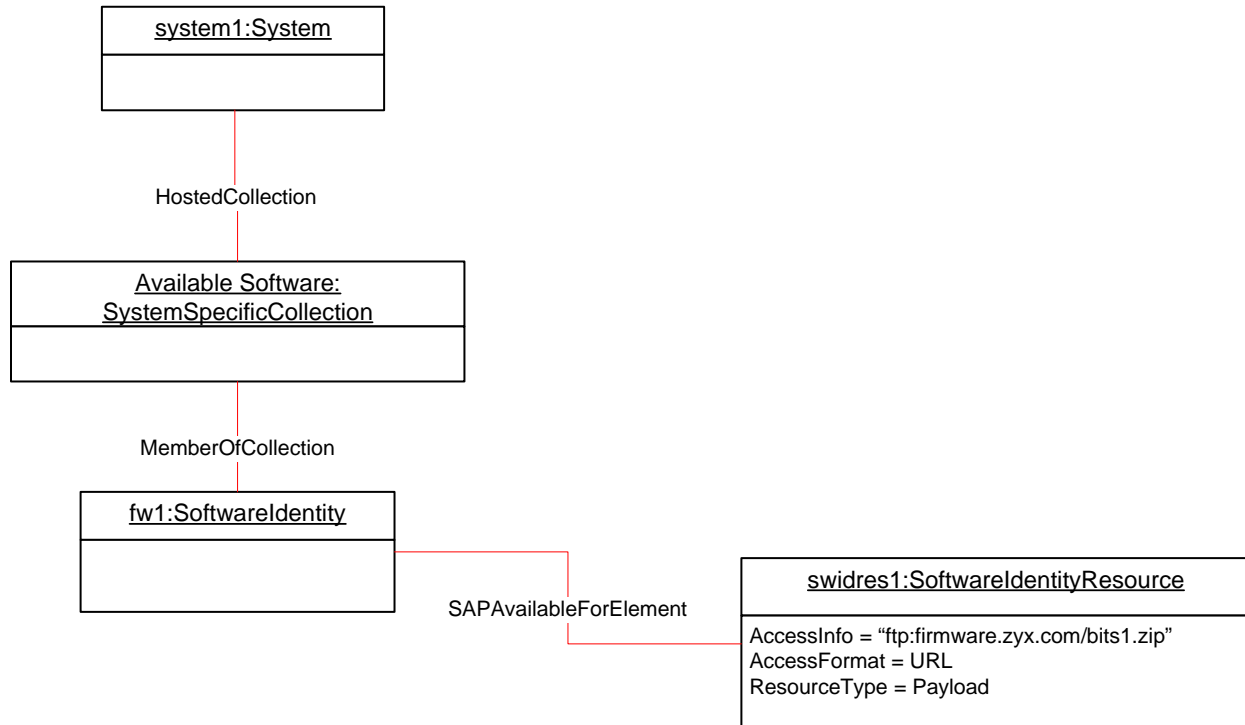 system1:System
HostedCollection
Available Software:
SystemSpecificCollection
MemberOfCollection
fw1:SoftwareIdentity
SAPAvailableForElement
swidres1:SoftwareIdentityResource
AccessInfo = “ftp:firmware.zyx.com/bits1.zip”
AccessFormat = URL
ResourceType = Payload